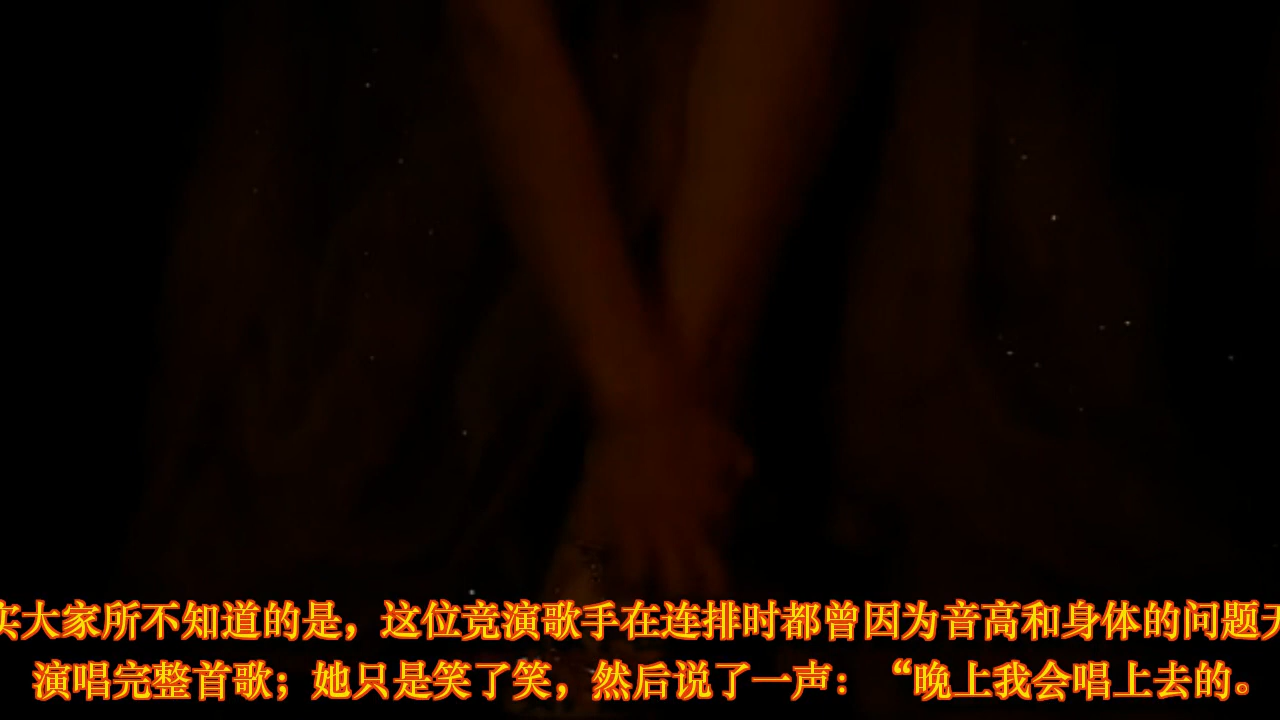 实大家所不知道的是，这位竞演歌手在连排时都曾因为音高和身体的问题无
演唱完整首歌；她只是笑了笑，然后说了一声：“晚上我会唱上去的。